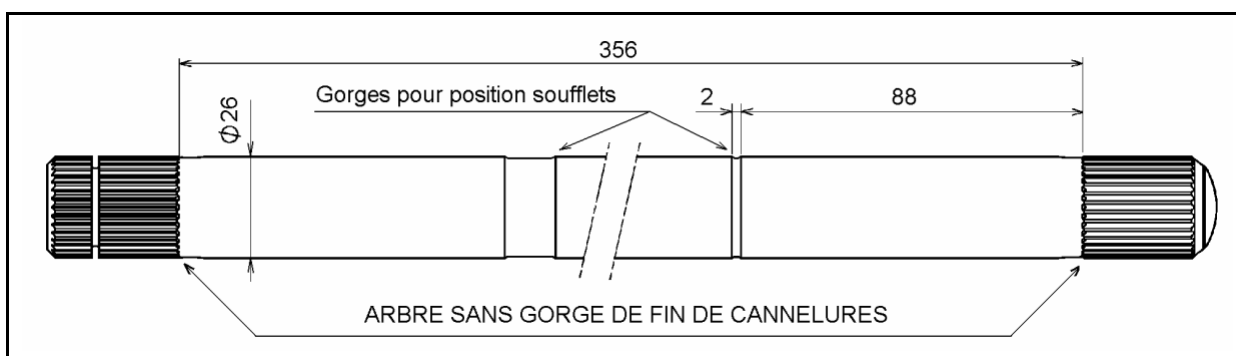 356
Gorges pour position soufflets
2
88
Φ26
ARBRE SANS GORGE DE FIN DE CANNELURES